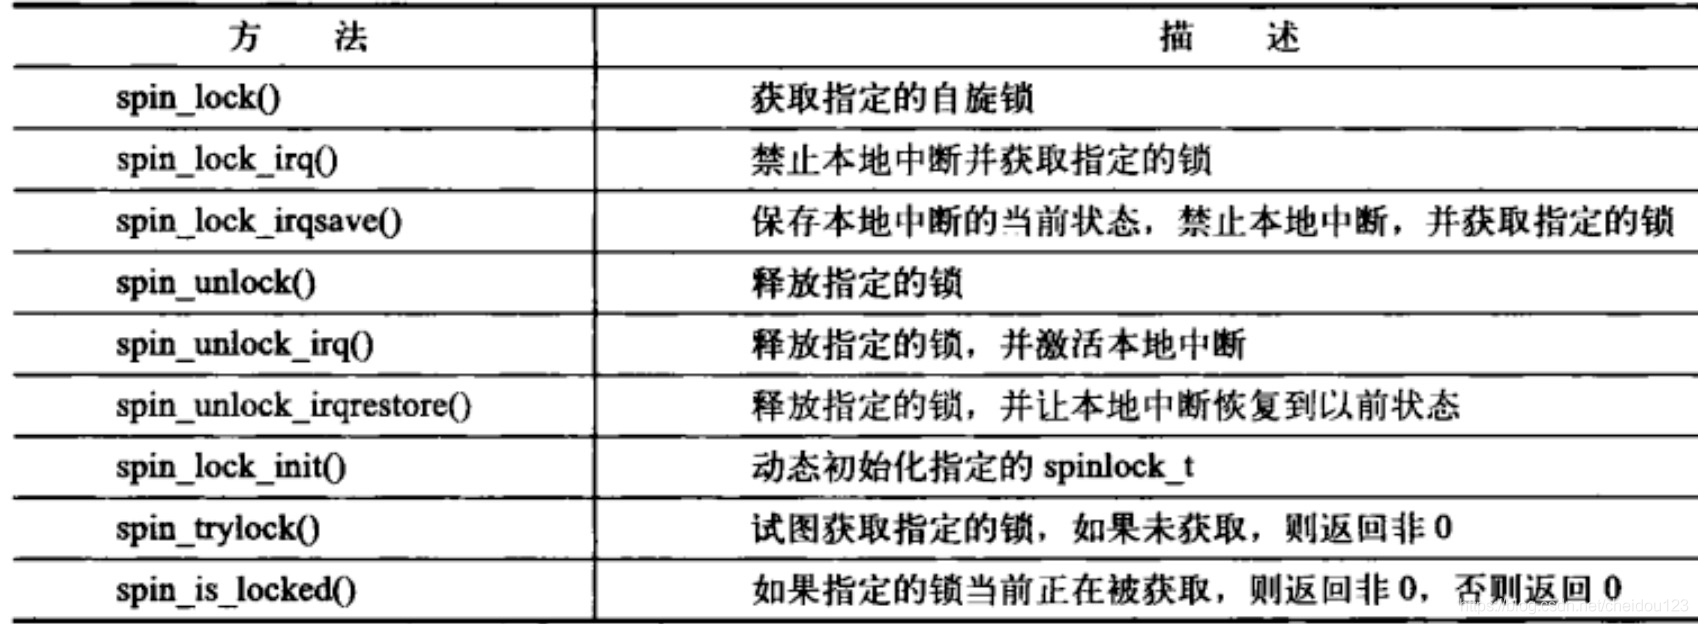 方 法 描 述
spin_lock() 获取指定的自旋锁
spin_lock_irq() 禁止本地中断并获取指定的锁
spin_lock_irqsave() 保存本地中断的当前状态，禁止本地中断，并获取指定的锁
spin_unlock() 释放指定的锁
spin_unlock_irq() 释放指定的锁，并激活本地中断
spin_unlock_irqrestore() 释放指定的锁，并让本地中断恢复到以前状态
spin_lock_init() 动态初始化指定的 spinlock_t
spin_trylock() 试图获取指定的锁，如果未获取，则返回非 0
spin_is_locked() 如果指定的锁当前正在被获取，则返回非 0，否则返回 0
https://blog.csdn.net/cheidou123